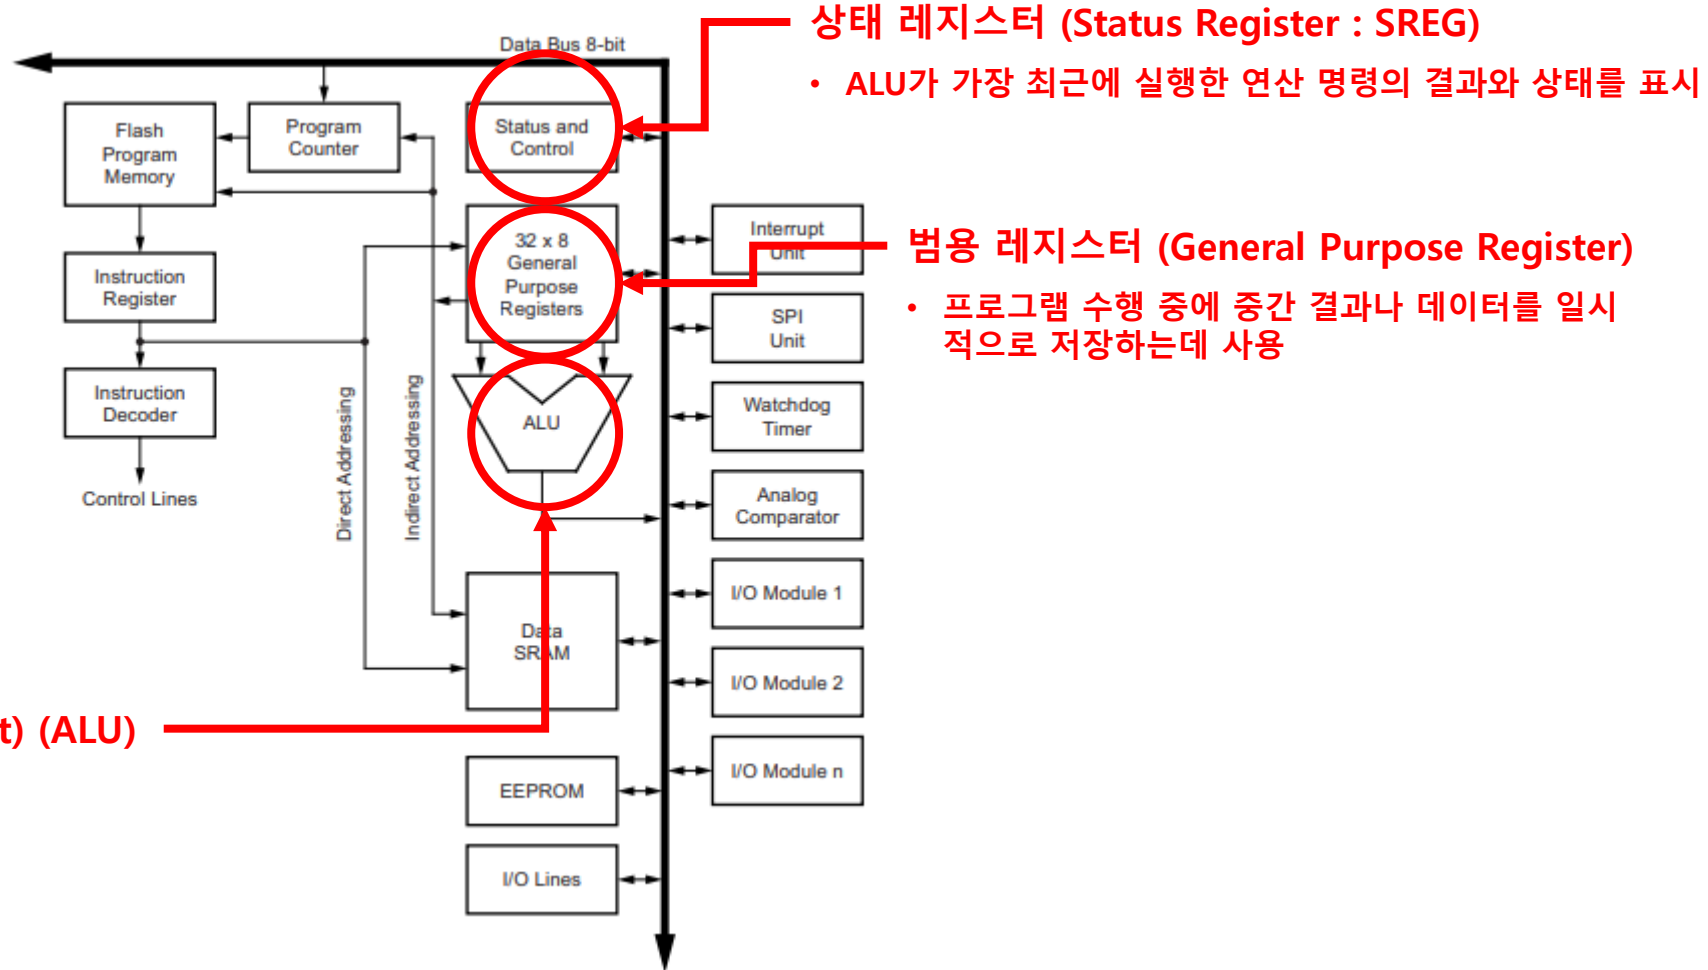 상태 레지스터 (Status Register : SREG)
• ALU가 가장 최근에 실행한 연산 명령의 결과와 상태를 표시
Data Bus 8-bit
Flash
Program
Memory
Program
Counter
Status and
Control
Instruction
Register
32 x 8
General
Purpose
Registers
Interrupt
Unit
범용 레지스터 (General Purpose Register)
• 프로그램 수행 중에 중간 결과나 데이터를 일시
적으로 저장하는데 사용
SPI
Unit
Instruction
Decoder
Direct Addressing
Indirect Addressing
ALU
Watchdog
Timer
Control Lines
Analog
Comparator
I/O Module 1
Data
SRAM
I/O Module 2
t) (ALU)
I/O Module n
EEPROM
I/O Lines